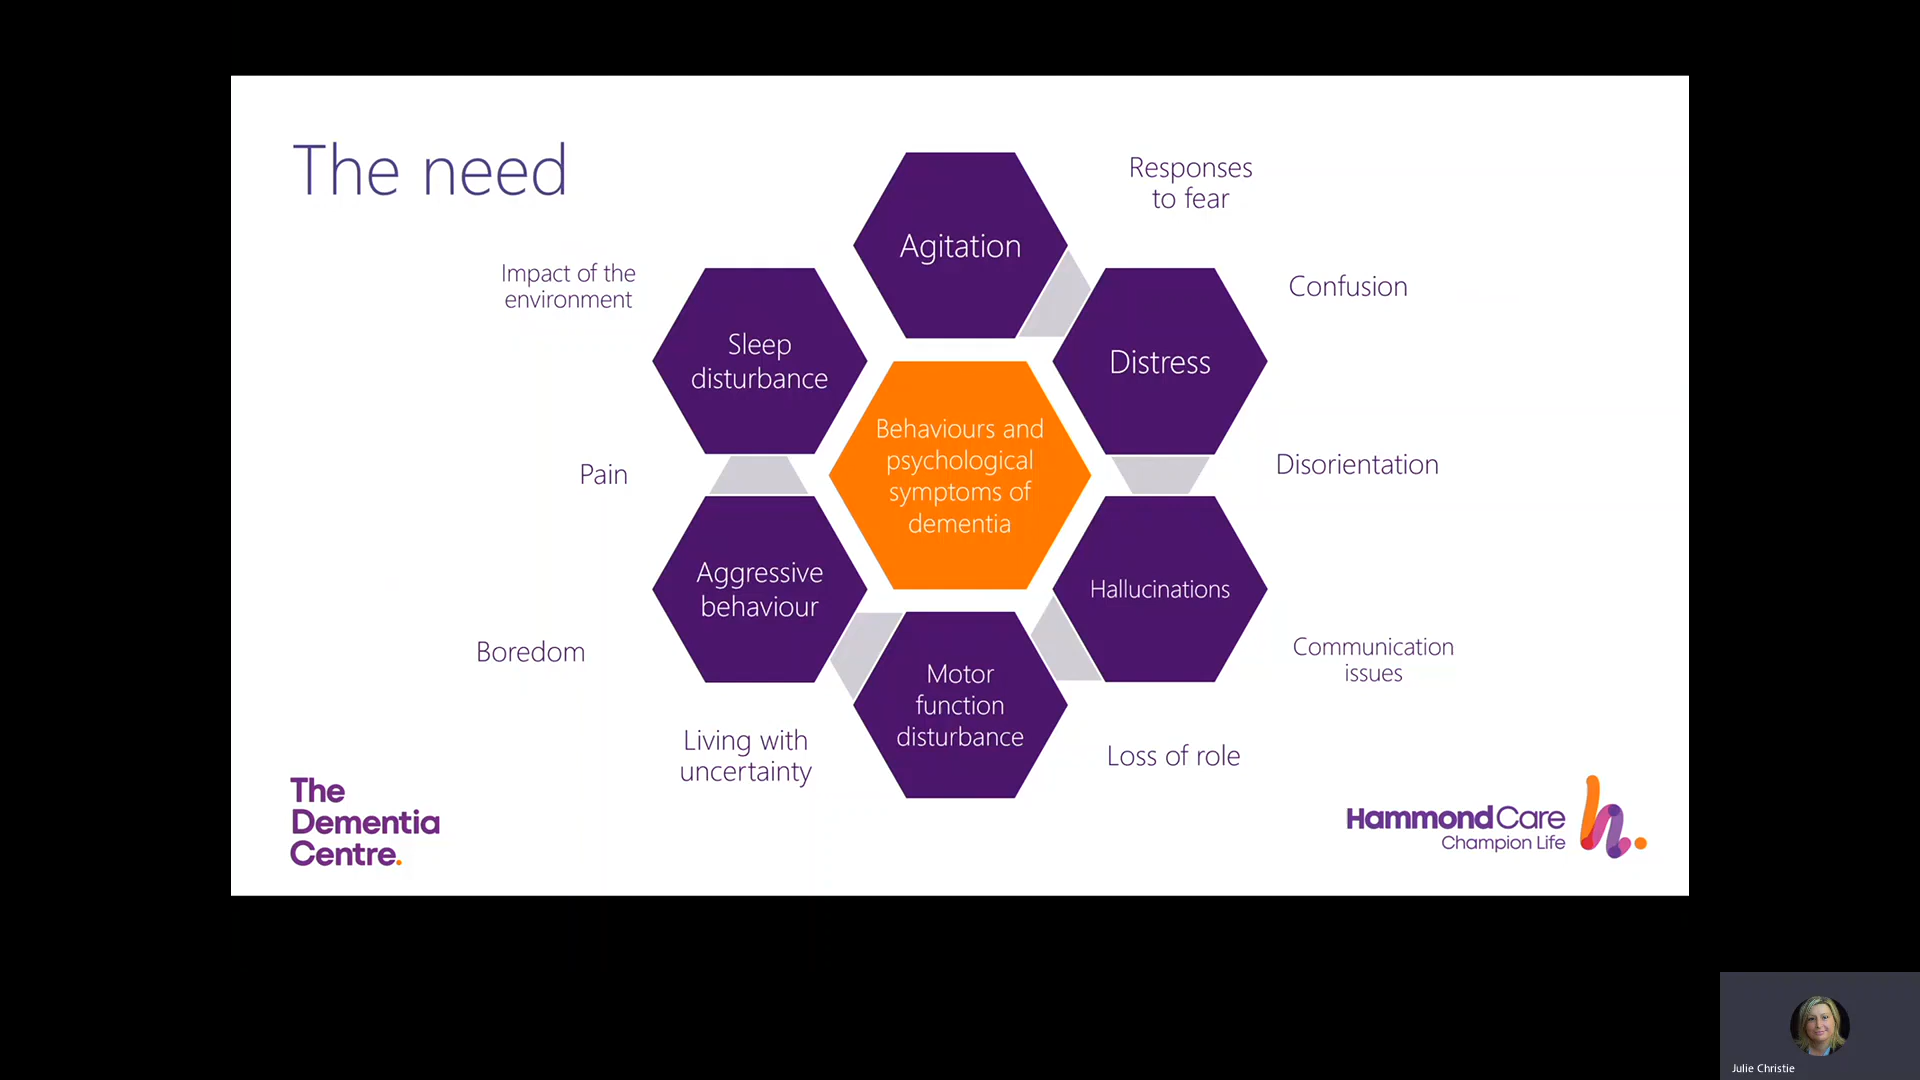 The need
Agitation
Responses
to fear
Distress
Confusion
Disorientation
Hallucinations
Communication
issues
Motor
function
disturbance
Loss of role
Living with
uncertainty
Aggressive
behaviour
Boredom
Pain
Sleep
disturbance
Impact of the
environment
Behaviours and
psychological
symptoms of
dementia
The
Dementia
Centre.
HammondCare
Champion Life
Julie Christie